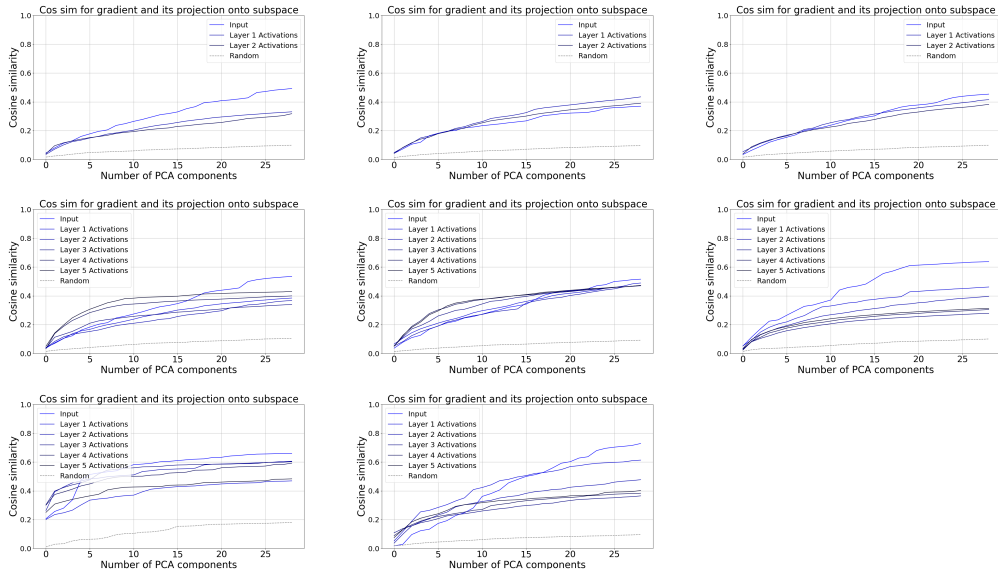 Cos sim for gradient and its projection onto subspace
Cosine similarity
1.0
0.8
0.6
0.4
0.2
0.0
0 5 10 15 20 25
Number of PCA components
Input
Layer 1 Activations
Layer 2 Activations
Random
Cos sim for gradient and its projection onto subspace
Cosine similarity
1.0
0.8
0.6
0.4
0.2
0.0
0 5 10 15 20 25
Number of PCA components
Input
Layer 1 Activations
Layer 2 Activations
Random
Cos sim for gradient and its projection onto subspace
Cosine similarity
1.0
0.8
0.6
0.4
0.2
0.0
0 5 10 15 20 25
Number of PCA components
Input
Layer 1 Activations
Layer 2 Activations
Random
Cos sim for gradient and its projection onto subspace
Cosine similarity
1.0
0.8
0.6
0.4
0.2
0.0
0 5 10 15 20 25
Number of PCA components
Input
Layer 1 Activations
Layer 2 Activations
Layer 3 Activations
Layer 4 Activations
Layer 5 Activations
Random
Cos sim for gradient and its projection onto subspace
Cosine similarity
1.0
0.8
0.6
0.4
0.2
0.0
0 5 10 15 20 25
Number of PCA components
Input
Layer 1 Activations
Layer 2 Activations
Layer 3 Activations
Layer 4 Activations
Layer 5 Activations
Random
Cos sim for gradient and its projection onto subspace
Cosine similarity
1.0
0.8
0.6
0.4
0.2
0.0
0 5 10 15 20 25
Number of PCA components
Input
Layer 1 Activations
Layer 2 Activations
Layer 3 Activations
Layer 4 Activations
Layer 5 Activations
Random
Cos sim for gradient and its projection onto subspace
Cosine similarity
1.0
0.8
0.6
0.4
0.2
0.0
0 5 10 15 20 25
Number of PCA components
Input
Layer 1 Activations
Layer 2 Activations
Layer 3 Activations
Layer 4 Activations
Layer 5 Activations
Random
Cos sim for gradient and its projection onto subspace
Cosine similarity
1.0
0.8
0.6
0.4
0.2
0.0
0 5 10 15 20 25
Number of PCA components
Input
Layer 1 Activations
Layer 2 Activations
Layer 3 Activations
Layer 4 Activations
Layer 5 Activations
Random